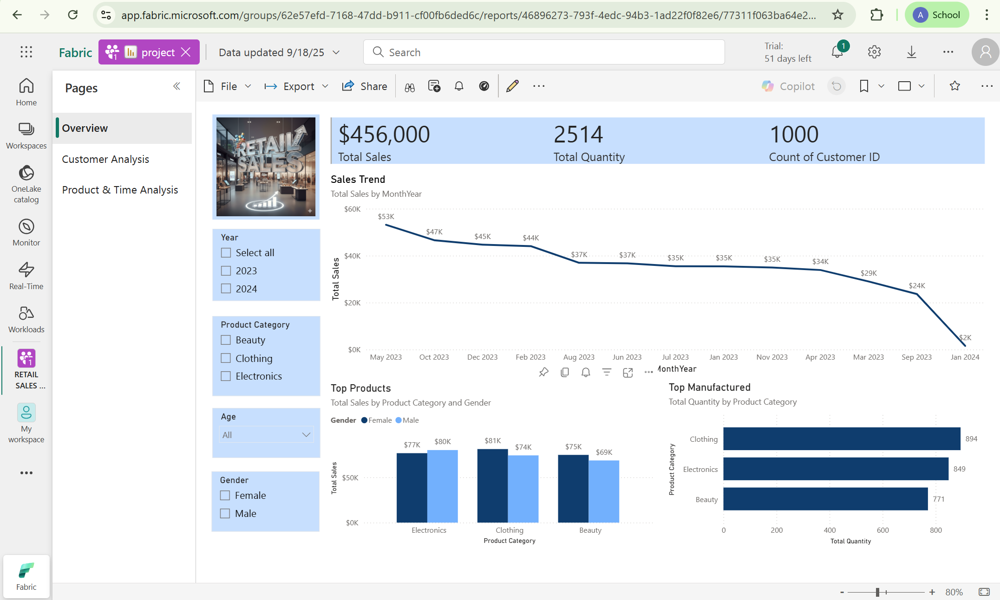 app.fabric.microsoft.com/groups/62e57efd-7168-47dd-b911-cf00fb6ded6c/reports/46896273-793f-4edc-94b3-1ad22f0f82e6/77311f063ba64e2...
A School
Fabric
1 project
Data updated 9/18/25
Search
Trial:
51 days left
1
Home
Workspaces
OneLake
catalog
Monitor
Real-Time
Workloads
1
RETAIL
SALES ...
My
workspace
Fabric
Pages
Overview
Customer Analysis
Product & Time Analysis
File
Export
Share
Copilot
RETAIL
SALES
$456,000
Total Sales
2514
Total Quantity
1000
Count of Customer ID
Year
Select all
2023
2024
Product Category
Beauty
Clothing
Electronics
Age
All
Gender
Female
Male
Sales Trend
Total Sales by MonthYear
Total Sales
$60K
$40K
$20K
$0K
$53K
$47K
$45K
$44K
$37K
$37K
$35K
$35K
$35K
$34K
$29K
$24K
$2K
May 2023
Oct 2023
Dec 2023
Feb 2023
Aug 2023
Jun 2023
Jul 2023
Jan 2023
Nov 2023
Apr 2023
Mar 2023
Sep 2023
Jan 2024
MonthYear
Top Products
Total Sales by Product Category and Gender
Gender Female Male
Total Sales
$50K
$0K
$77K
$80K
$81K
$74K
$75K
$69K
Electronics
Clothing
Beauty
Product Category
Top Manufactured
Total Quantity by Product Category
Product Category
Clothing
894
Electronics
849
Beauty
771
0
200
400
600
800
Total Quantity
- + 80%